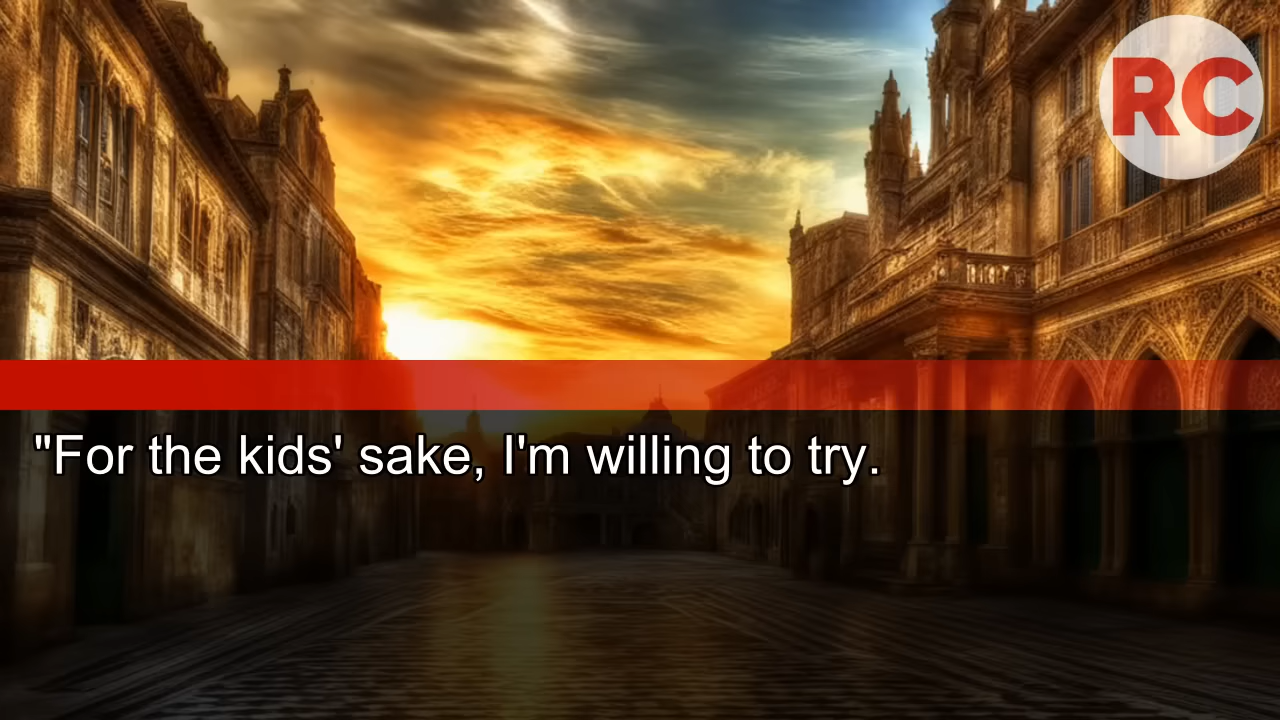 RC
"For the kids' sake, I'm willing to try.